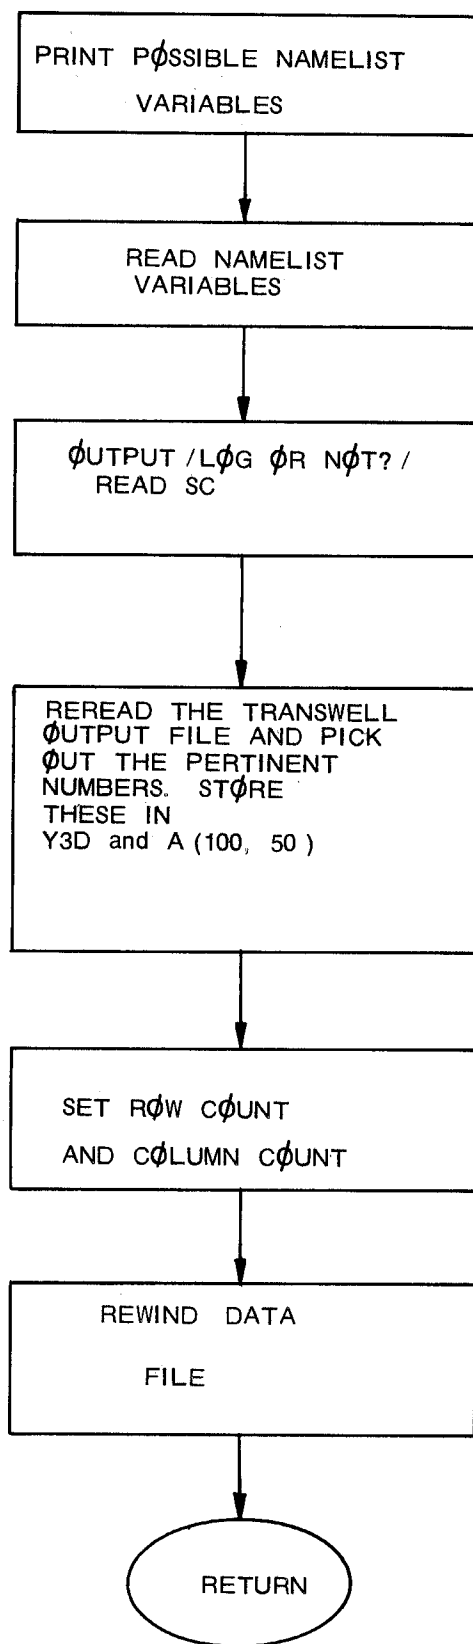 PRINT PØSSIBLE NAMELIST
VARIABLES
READ NAMELIST
VARIABLES
ØUTPUT / LØG ØR NØT? /
READ SC
REREAD THE TRANSWELL
ØUTPUT FILE AND PICK
ØUT THE PERTINENT
NUMBERS. STØRE
THESE IN
Y3D and A (100, 50 )
SET RØW CØUNT
AND CØLUMN CØUNT
REWIND DATA
FILE
RETURN